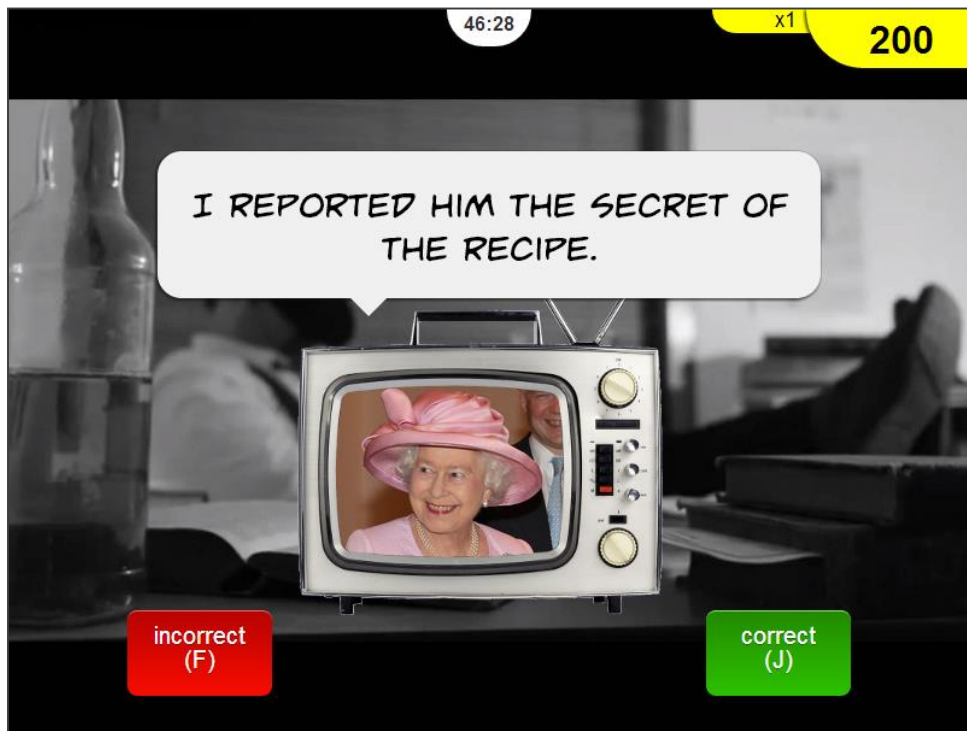 46:28
x1
200
I REPORTED HIM THE SECRET OF
THE RECIPE.
incorrect
(F)
correct
(J)